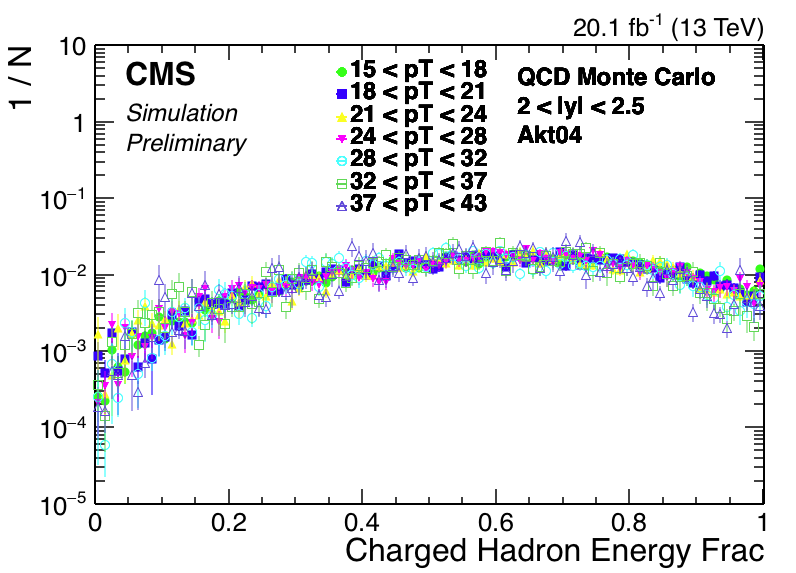 20.1 fb⁻¹ (13 TeV)
1 / N
10
1
10⁻¹
10⁻²
10⁻³
10⁻⁴
10⁻⁵
CMS
Simulation
Preliminary
15 < pT < 18
18 < pT < 21
21 < pT < 24
24 < pT < 28
28 < pT < 32
32 < pT < 37
37 < pT < 43
QCD Monte Carlo
2 < |y| < 2.5
Akt04
0 0.2 0.4 0.6 0.8 1
Charged Hadron Energy Frac